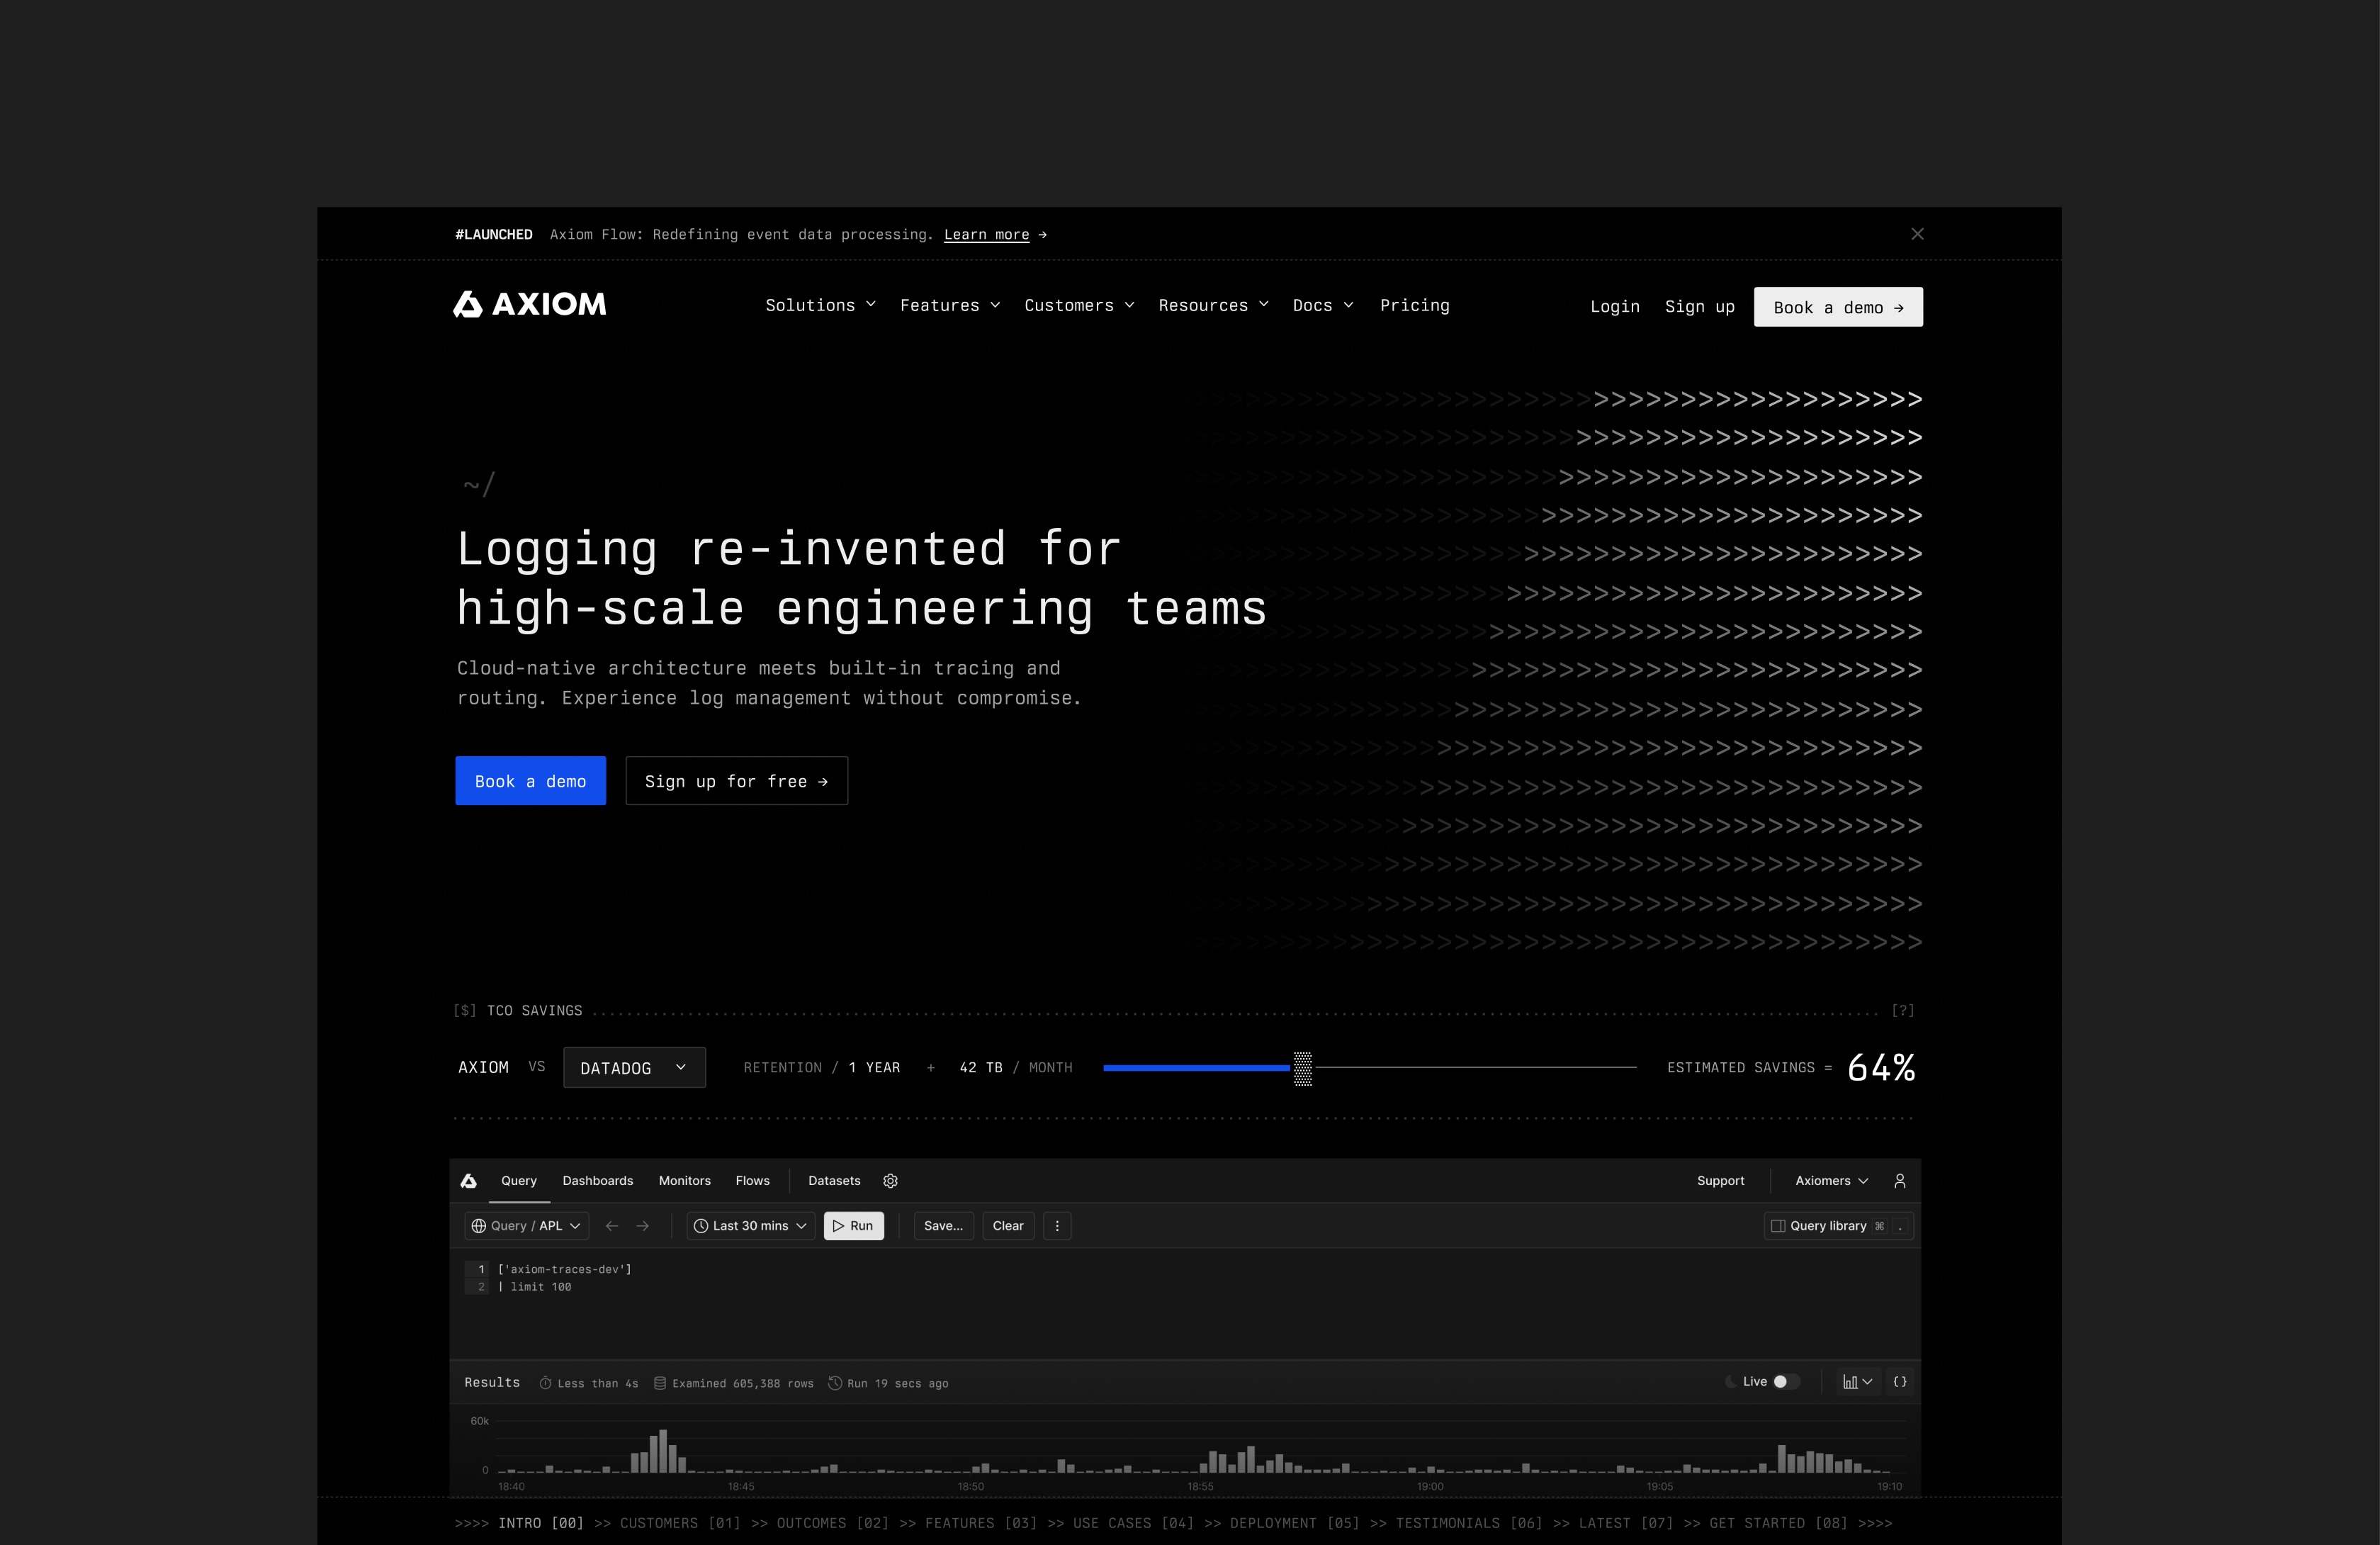 #LAUNCHED Axiom Flow: Redefining event data processing. Learn more →
AXIOM
Solutions Features Customers Resources Docs Pricing
Login Sign up Book a demo →
~/
Logging re-invented for
high-scale engineering teams
Cloud-native architecture meets built-in tracing and
routing. Experience log management without compromise.
Book a demo Sign up for free →
[$] TCO SAVINGS [?]
AXIOM VS DATADOG RETENTION / 1 YEAR + 42 TB / MONTH ESTIMATED SAVINGS = 64%
Query Dashboards Monitors Flows Datasets Support Axiomers
Query / APL ← → Last 30 mins Run Save... Clear Query library ⌘ .
1 ['axiom-traces-dev']
2 | limit 100
Results Less than 4s Examined 605,388 rows Run 19 secs ago Live {}
60k
0
18:40 18:45 18:50 18:55 19:00 19:05 19:10
>>>> INTRO [00] >> CUSTOMERS [01] >> OUTCOMES [02] >> FEATURES [03] >> USE CASES [04] >> DEPLOYMENT [05] >> TESTIMONIALS [06] >> LATEST [07] >> GET STARTED [08] >>>>